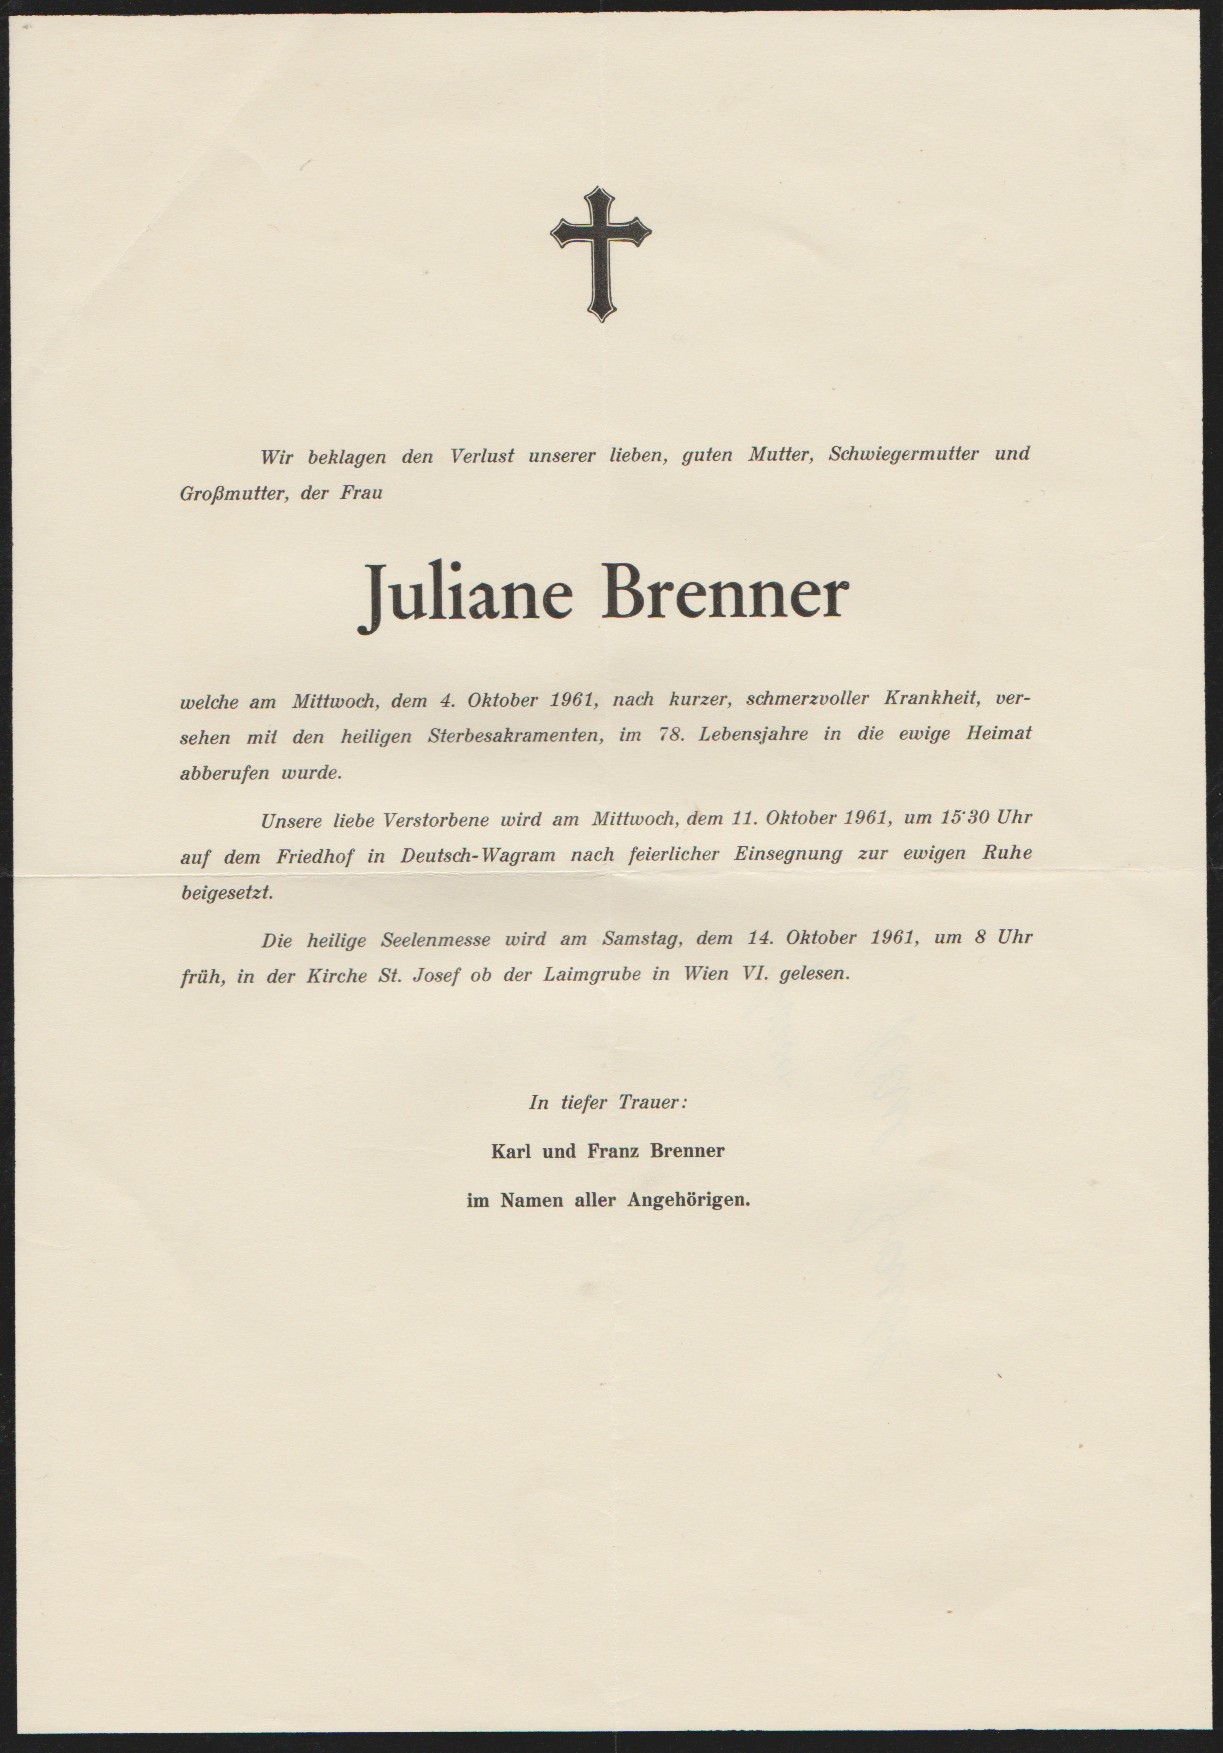 Wir beklagen den Verlust unserer lieben, guten Mutter, Schwiegermutter und
Großmutter, der Frau
Juliane Brenner
welche am Mittwoch, dem 4. Oktober 1961, nach kurzer, schmerzvoller Krankheit, ver-
sehen mit den heiligen Sterbesakramenten, im 78. Lebensjahre in die ewige Heimat
abberufen wurde.
Unsere liebe Verstorbene wird am Mittwoch, dem 11. Oktober 1961, um 15˙30 Uhr
auf dem Friedhof in Deutsch-Wagram nach feierlicher Einsegnung zur ewigen Ruhe
beigesetzt.
Die heilige Seelenmesse wird am Samstag, dem 14. Oktober 1961, um 8 Uhr
früh, in der Kirche St. Josef ob der Laimgrube in Wien VI. gelesen.
In tiefer Trauer:
Karl und Franz Brenner
im Namen aller Angehörigen.